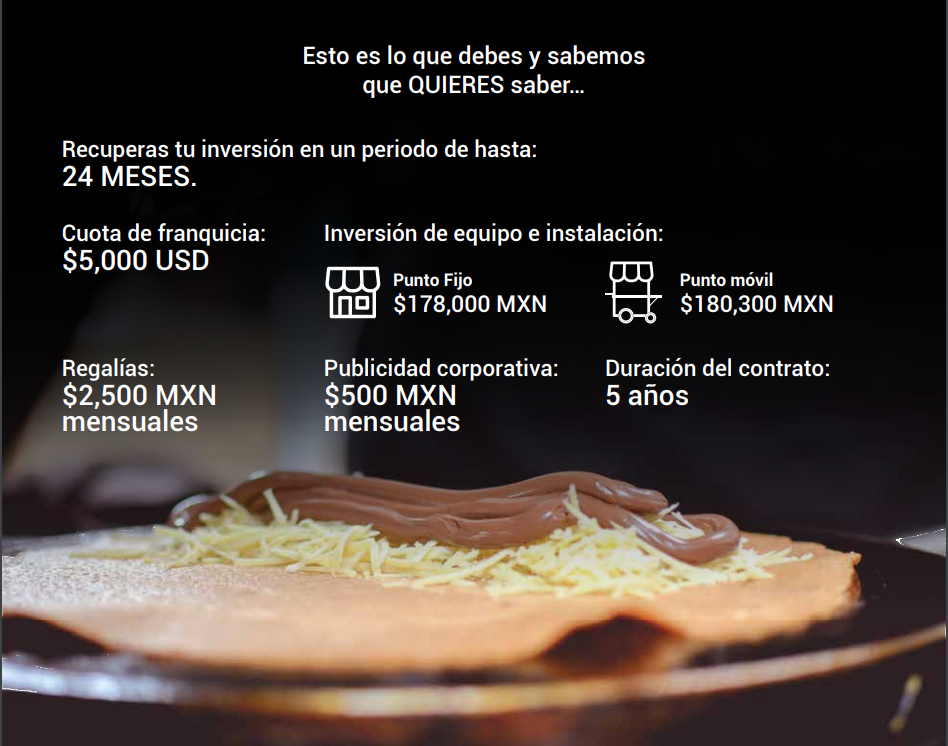 Esto es lo que debes y sabemos
que QUIERES saber...
Recuperas tu inversión en un periodo de hasta:
24 MESES.
Cuota de franquicia:
$5,000 USD
Inversión de equipo e instalación:
Punto Fijo
$178,000 MXN
Punto móvil
$180,300 MXN
Regalías:
$2,500 MXN
mensuales
Publicidad corporativa:
$500 MXN
mensuales
Duración del contrato:
5 años